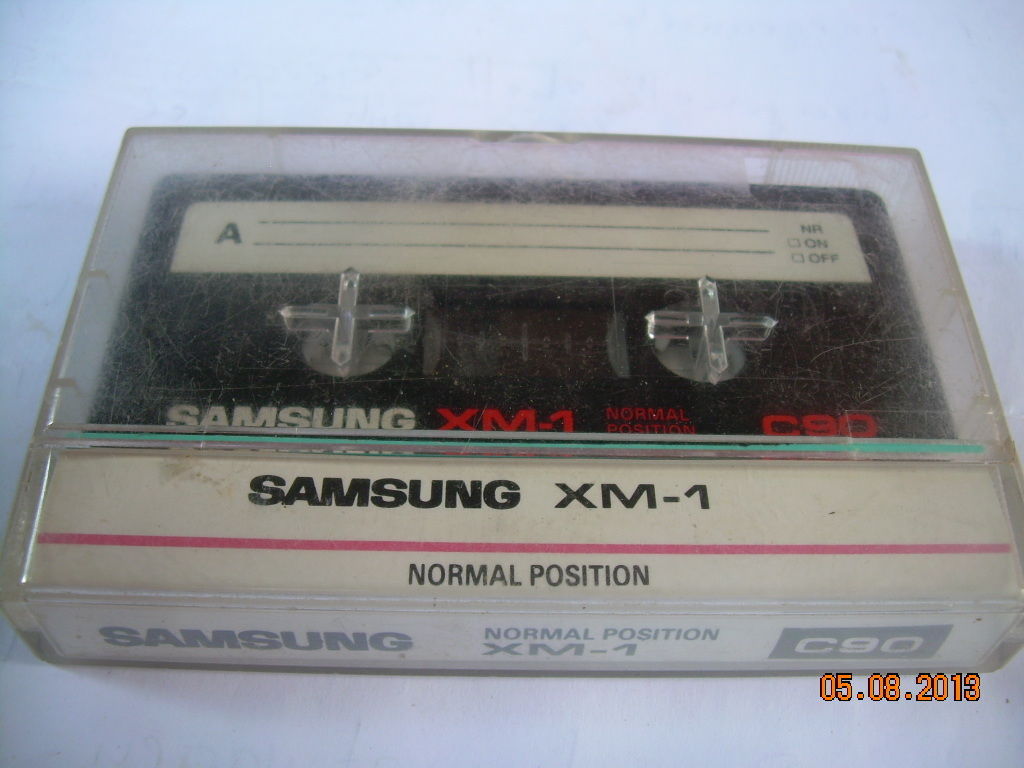 A
NR
ON
OFF
SAMSUNG XM-1 NORMAL POSITION C90
SAMSUNG XM-1
NORMAL POSITION
SAMSUNG NORMAL POSITION C90
XM-1
05.08.2013